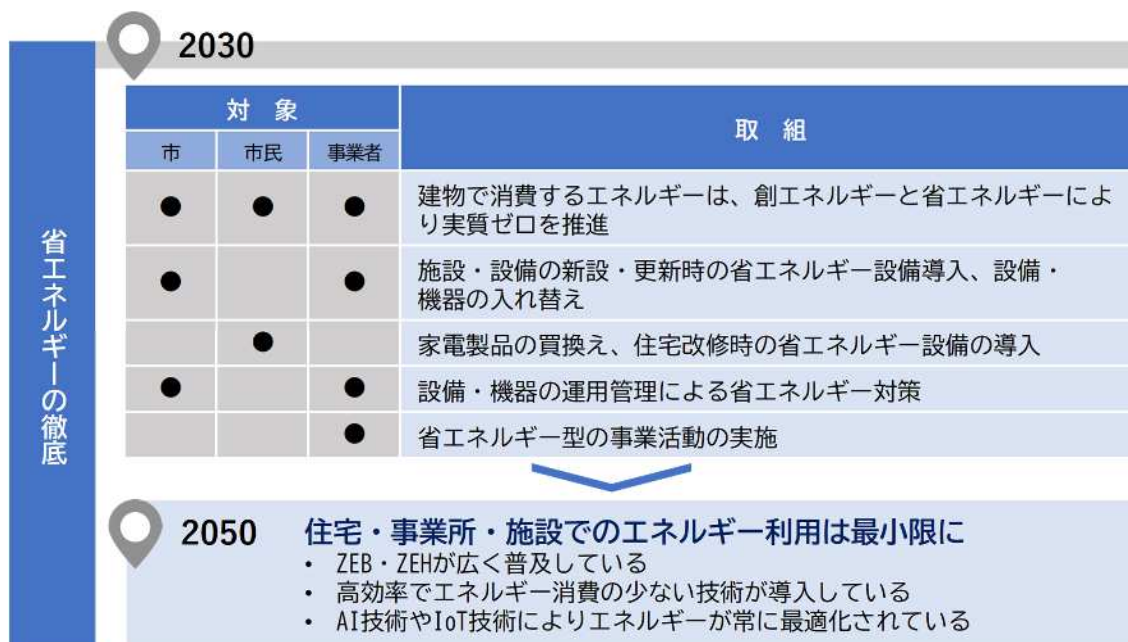 省エネルギーの徹底
2030
対 象
取 組
市 市民 事業者
● ● ● 建物で消費するエネルギーは、創エネルギーと省エネルギーによ
り実質ゼロを推進
● ● 施設・設備の新設・更新時の省エネルギー設備導入、設備・
機器の入れ替え
● 家電製品の買換え、住宅改修時の省エネルギー設備の導入
● ● 設備・機器の運用管理による省エネルギー対策
● 省エネルギー型の事業活動の実施
2050 住宅・事業所・施設でのエネルギー利用は最小限に
• ZEB・ZEHが広く普及している
• 高効率でエネルギー消費の少ない技術が導入している
• AI技術やIoT技術によりエネルギーが常に最適化されている